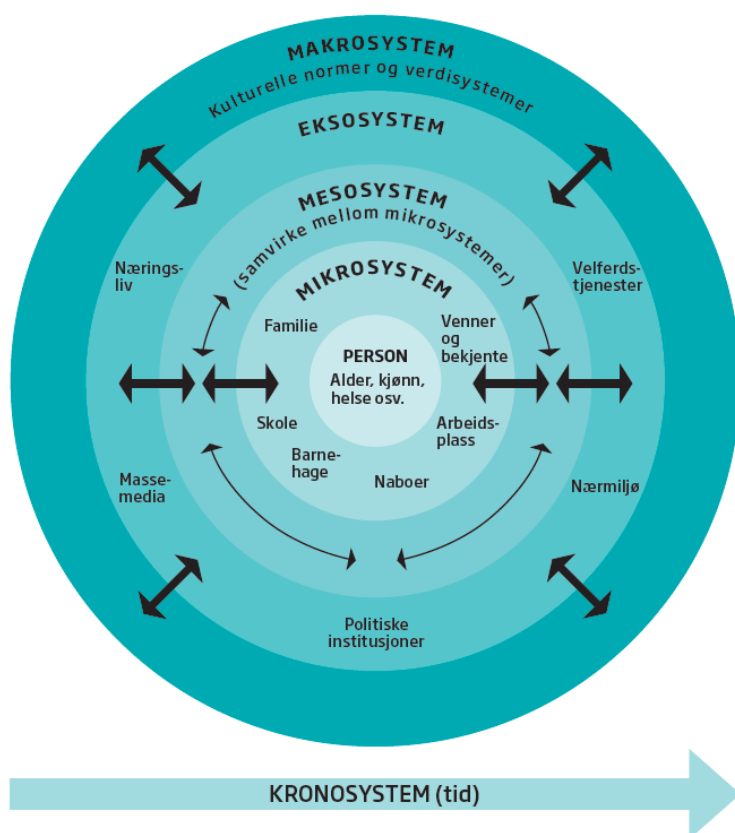 MAKROSYSTEM
Kulturelle normer og verdisystemer
EKSOSYSTEM
MESOSYSTEM
(samvirke mellom mikrosystemer)
MIKROSYSTEM
Nærings-
liv
Velferds-
tjenester
Familie
Venner
og
bekjente
PERSON
Alder, kjønn,
helse osv.
Skole
Arbeids-
plass
Barne-
hage
Naboer
Masse-
media
Nærmiljø
Politiske
institusjoner
KRONOSYSTEM (tid)